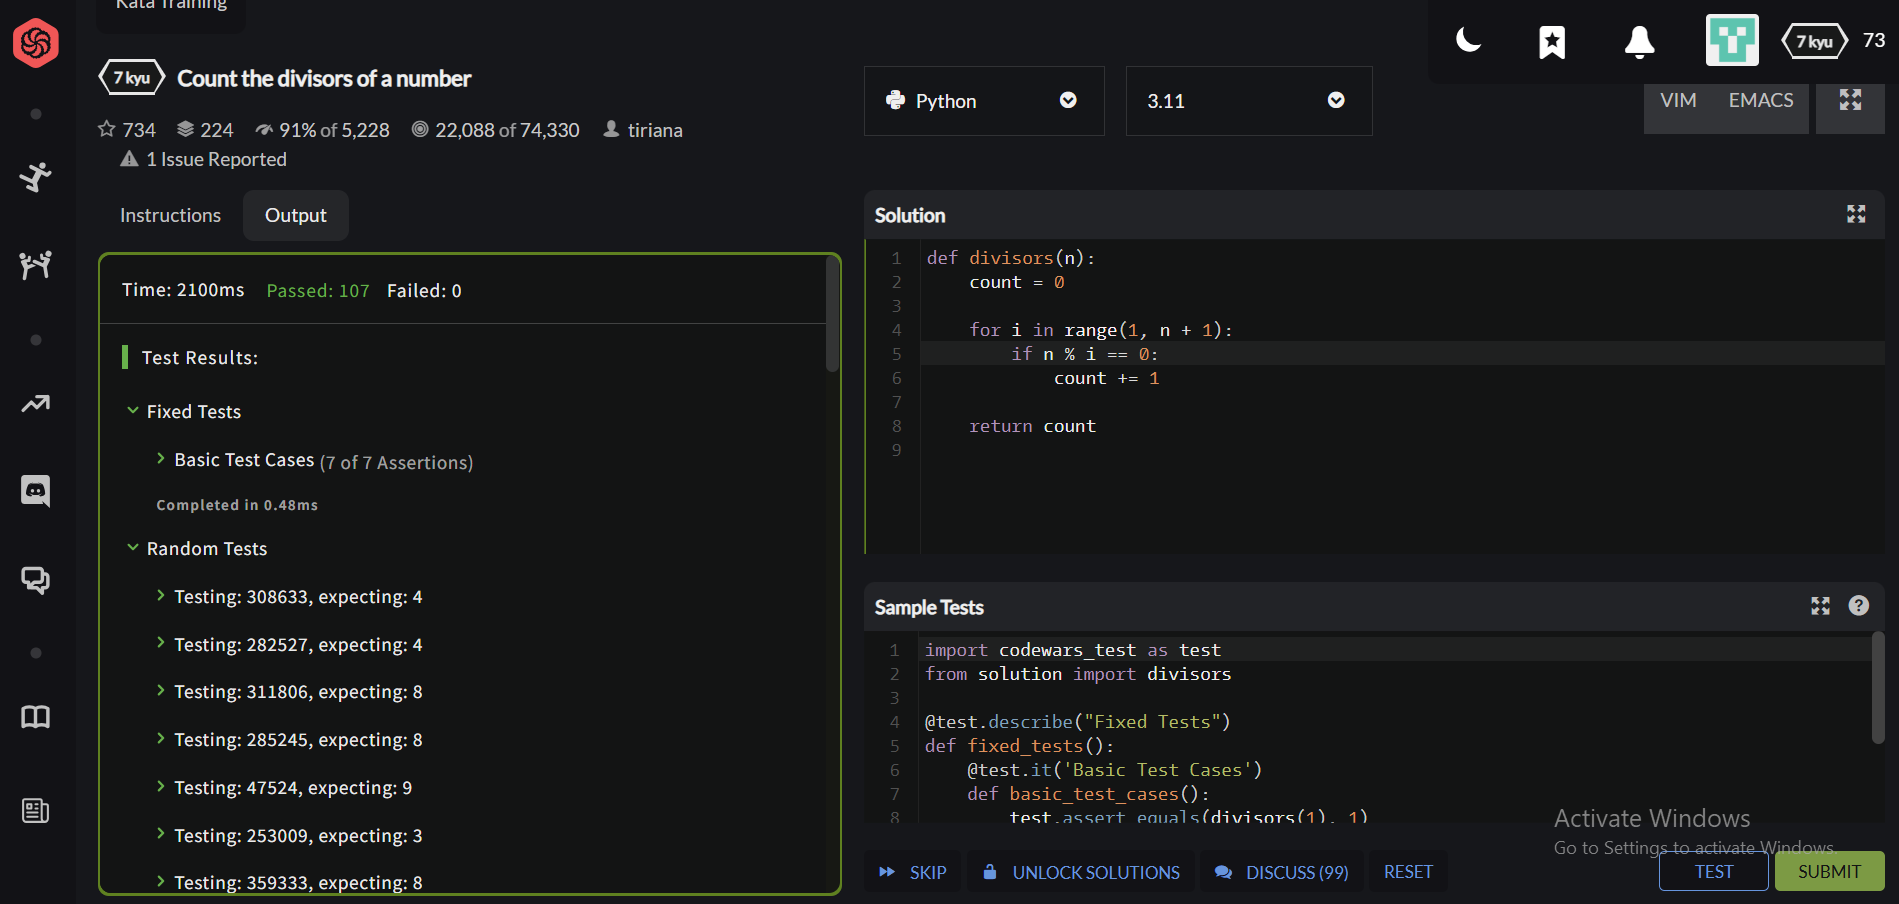 Kata Training
7 kyu
73
7 kyu Count the divisors of a number
734 224 91% of 5,228 22,088 of 74,330 tiriana
1 Issue Reported
Python
3.11
VIM EMACS
Instructions Output
Time: 2100ms Passed: 107 Failed: 0
Test Results:
Fixed Tests
Basic Test Cases (7 of 7 Assertions)
Completed in 0.48ms
Random Tests
Testing: 308633, expecting: 4
Testing: 282527, expecting: 4
Testing: 311806, expecting: 8
Testing: 285245, expecting: 8
Testing: 47524, expecting: 9
Testing: 253009, expecting: 3
Testing: 359333, expecting: 8
Solution
1 def divisors(n):
2     count = 0
3
4     for i in range(1, n + 1):
5         if n % i == 0:
6             count += 1
7
8     return count
9
Sample Tests
1 import codewars_test as test
2 from solution import divisors
3
4 @test.describe("Fixed Tests")
5 def fixed_tests():
6     @test.it('Basic Test Cases')
7     def basic_test_cases():
8         test.assert_equals(divisors(1), 1)
Activate Windows
Go to Settings to activate Windows.
SKIP UNLOCK SOLUTIONS DISCUSS (99) RESET TEST SUBMIT